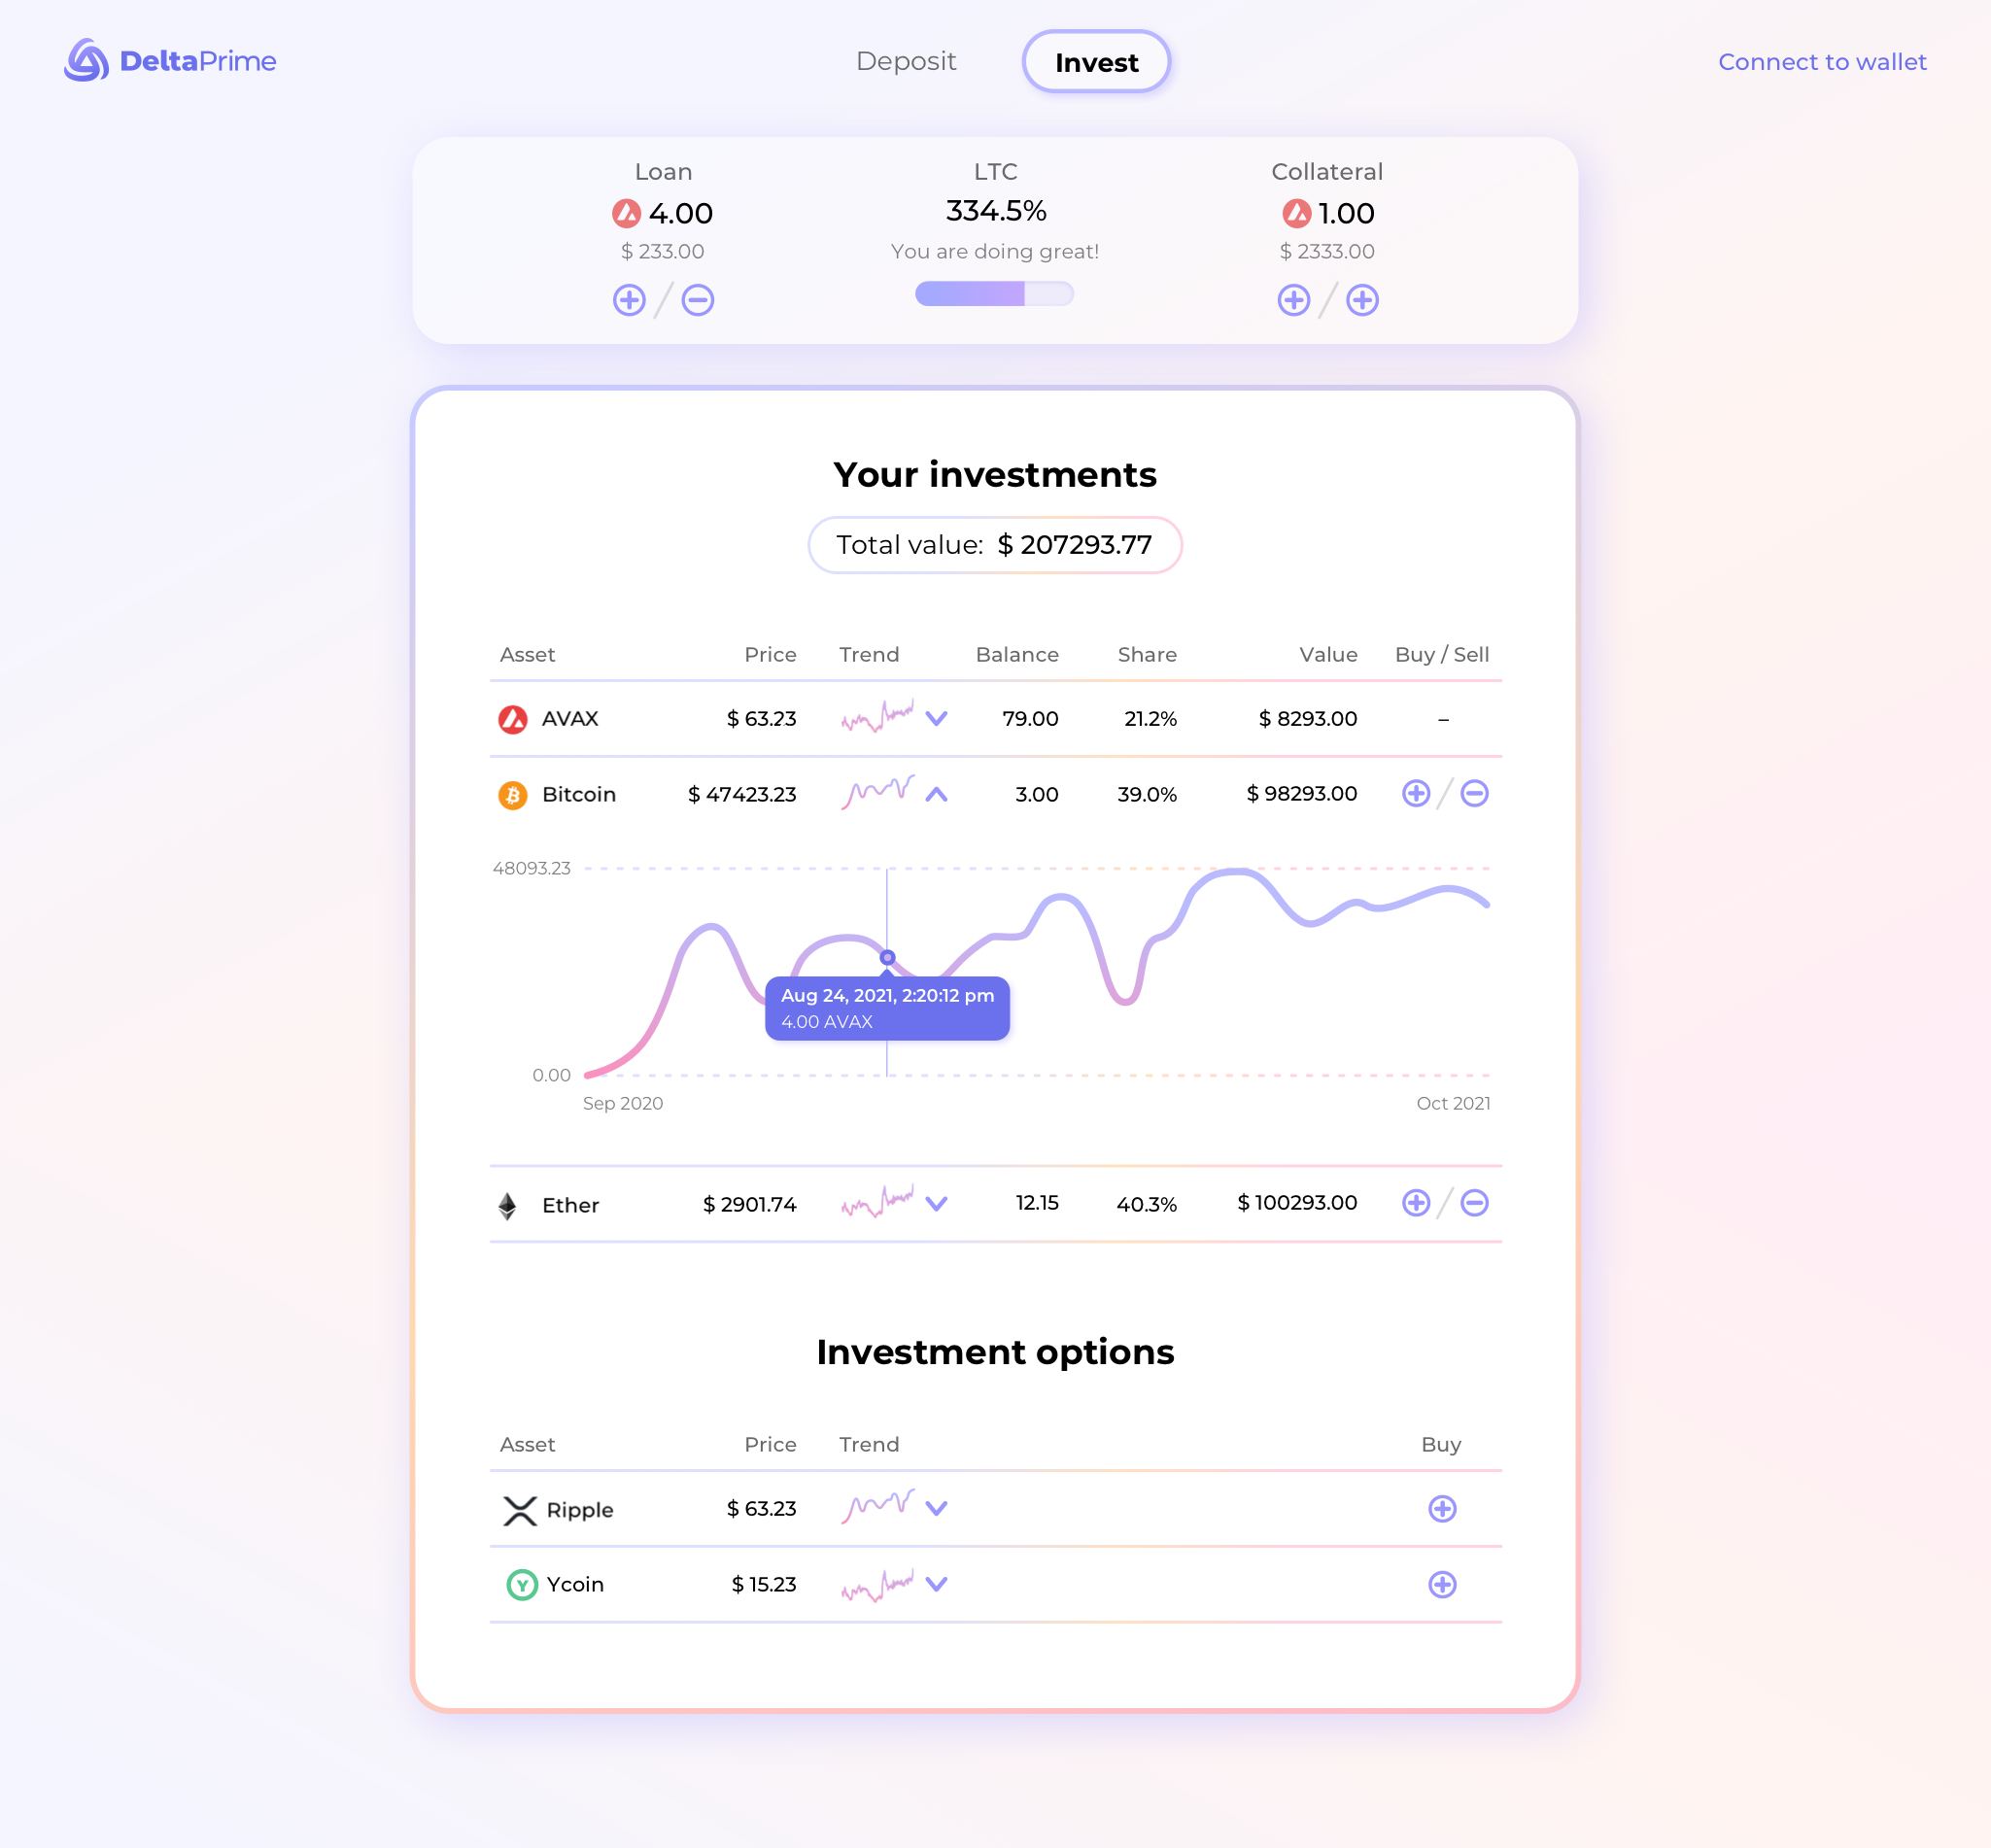 DeltaPrime
Deposit
Invest
Connect to wallet
Loan
LTC
Collateral
4.00
334.5%
1.00
$ 233.00
You are doing great!
$ 2333.00
Your investments
Total value: $ 207293.77
Asset Price Trend Balance Share Value Buy / Sell
AVAX $ 63.23 79.00 21.2% $ 8293.00 –
Bitcoin $ 47423.23 3.00 39.0% $ 98293.00
48093.23
Aug 24, 2021, 2:20:12 pm
4.00 AVAX
0.00
Sep 2020 Oct 2021
Ether $ 2901.74 12.15 40.3% $ 100293.00
Investment options
Asset Price Trend Buy
Ripple $ 63.23
Ycoin $ 15.23